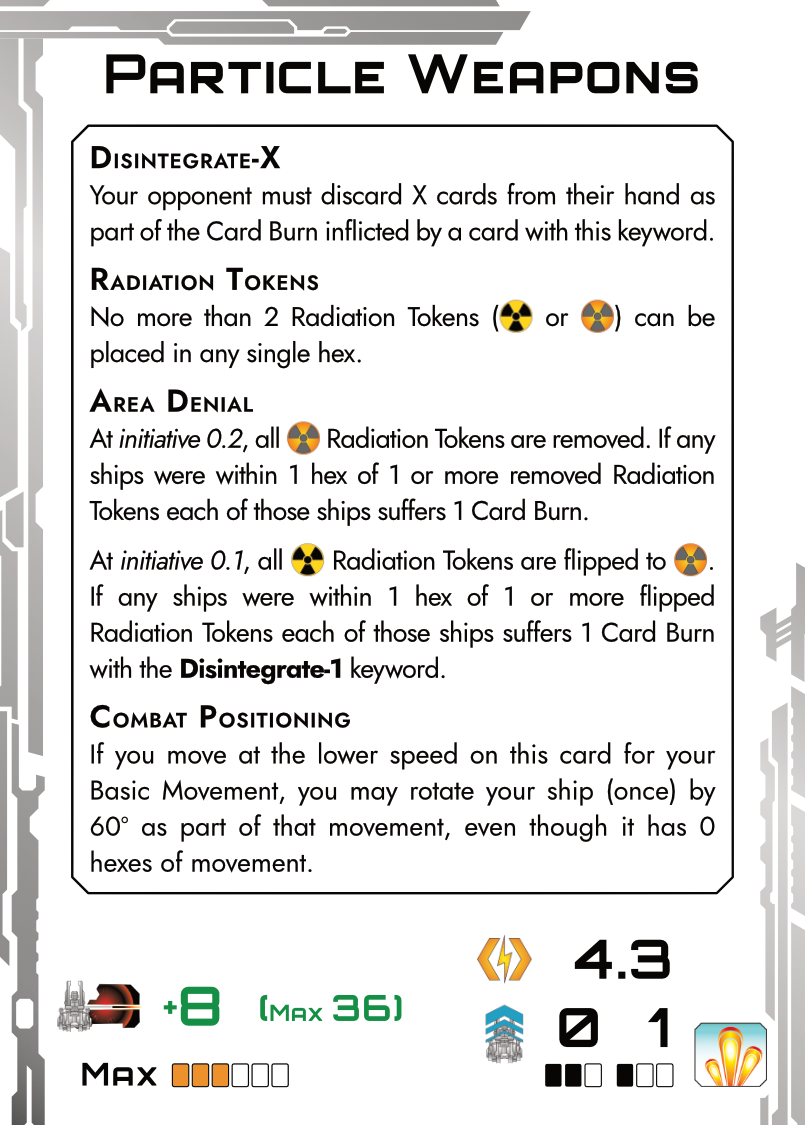 Particle Weapons
Disintegrate-X
Your opponent must discard X cards from their hand as
part of the Card Burn inflicted by a card with this keyword.
Radiation Tokens
No more than 2 Radiation Tokens ( or ) can be
placed in any single hex.
Area Denial
At initiative 0.2, all Radiation Tokens are removed. If any
ships were within 1 hex of 1 or more removed Radiation
Tokens each of those ships suffers 1 Card Burn.
At initiative 0.1, all Radiation Tokens are flipped to .
If any ships were within 1 hex of 1 or more flipped
Radiation Tokens each of those ships suffers 1 Card Burn
with the Disintegrate-1 keyword.
Combat Positioning
If you move at the lower speed on this card for your
Basic Movement, you may rotate your ship (once) by
60° as part of that movement, even though it has 0
hexes of movement.
4.3
+8 (Max 36)
0 1
Max